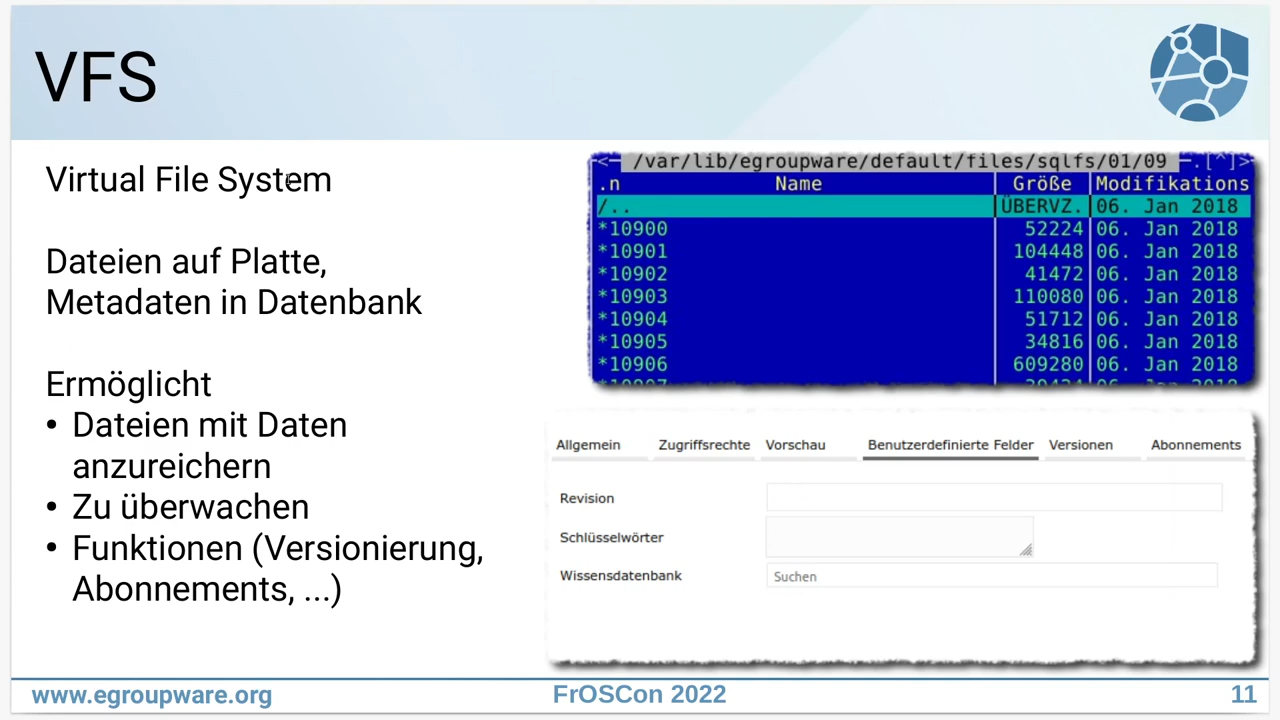 VFS
Virtual File System
Dateien auf Platte,
Metadaten in Datenbank
Ermöglicht
• Dateien mit Daten
anzureichern
• Zu überwachen
• Funktionen (Versionierung,
Abonnements, ...)
<─ /var/lib/egroupware/default/files/sqlfs/01/09 ─.[^]>
.n Name Größe Modifikations
/.. ÜBERVZ. 06. Jan 2018
*10900 52224 06. Jan 2018
*10901 104448 06. Jan 2018
*10902 41472 06. Jan 2018
*10903 110080 06. Jan 2018
*10904 51712 06. Jan 2018
*10905 34816 06. Jan 2018
*10906 609280 06. Jan 2018
Allgemein Zugriffsrechte Vorschau Benutzerdefinierte Felder Versionen Abonnements
Revision
Schlüsselwörter
Wissensdatenbank Suchen
www.egroupware.org FrOSCon 2022 11